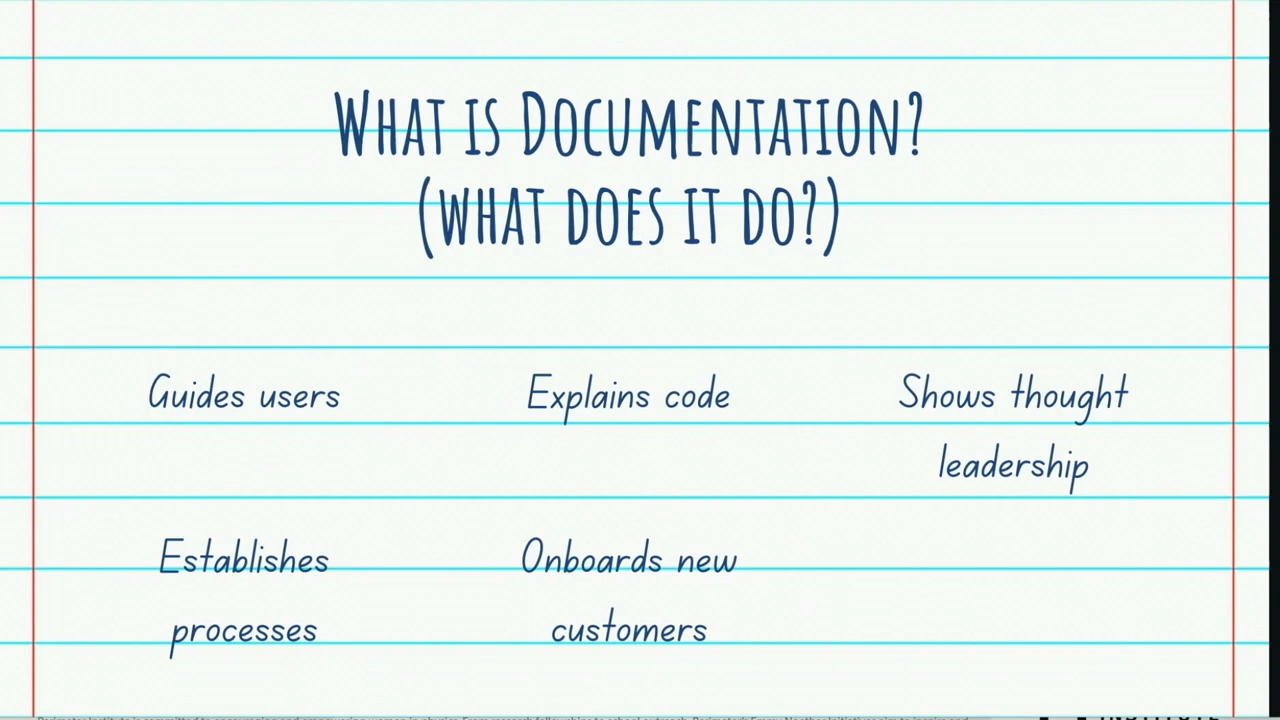 What is Documentation?
(what does it do?)
Guides users
Explains code
Shows thought
leadership
Establishes
processes
Onboards new
customers